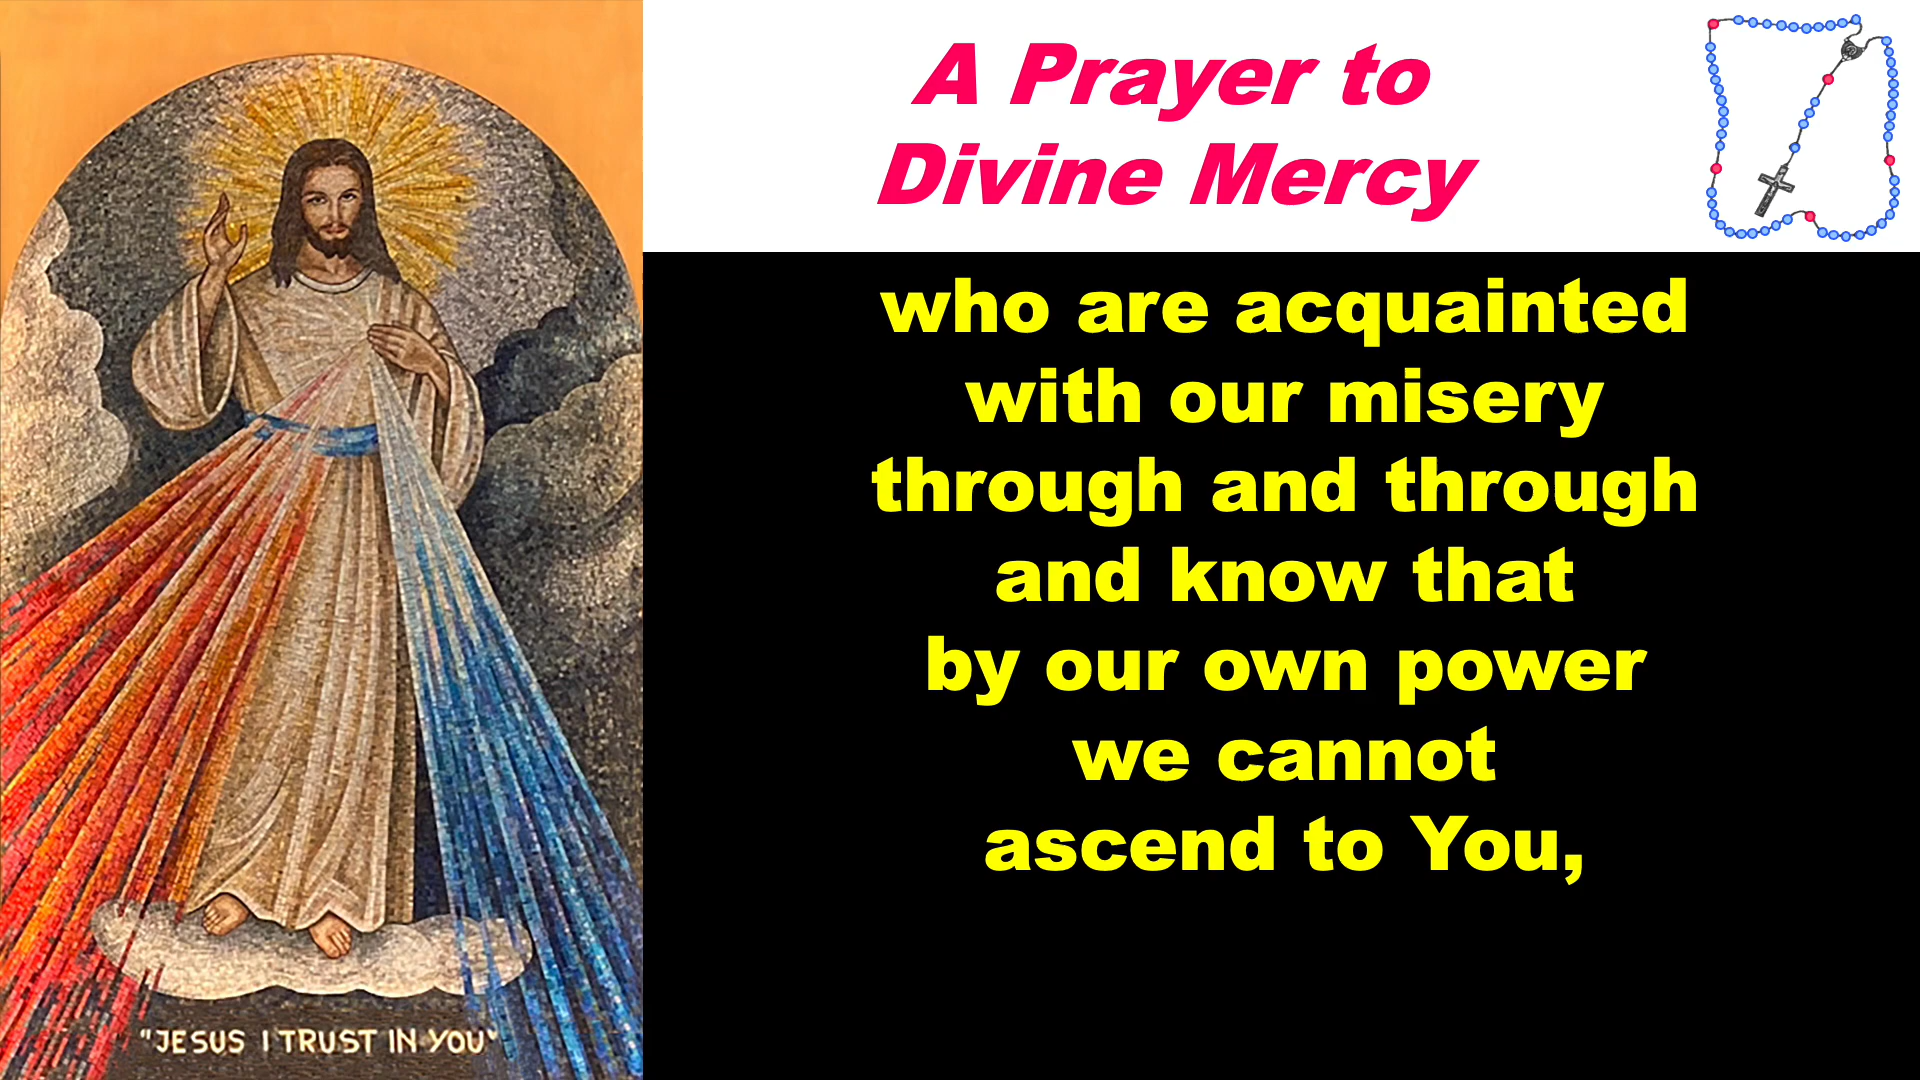 A Prayer to
Divine Mercy
who are acquainted
with our misery
through and through
and know that
by our own power
we cannot
ascend to You,
"JESUS I TRUST IN YOU"